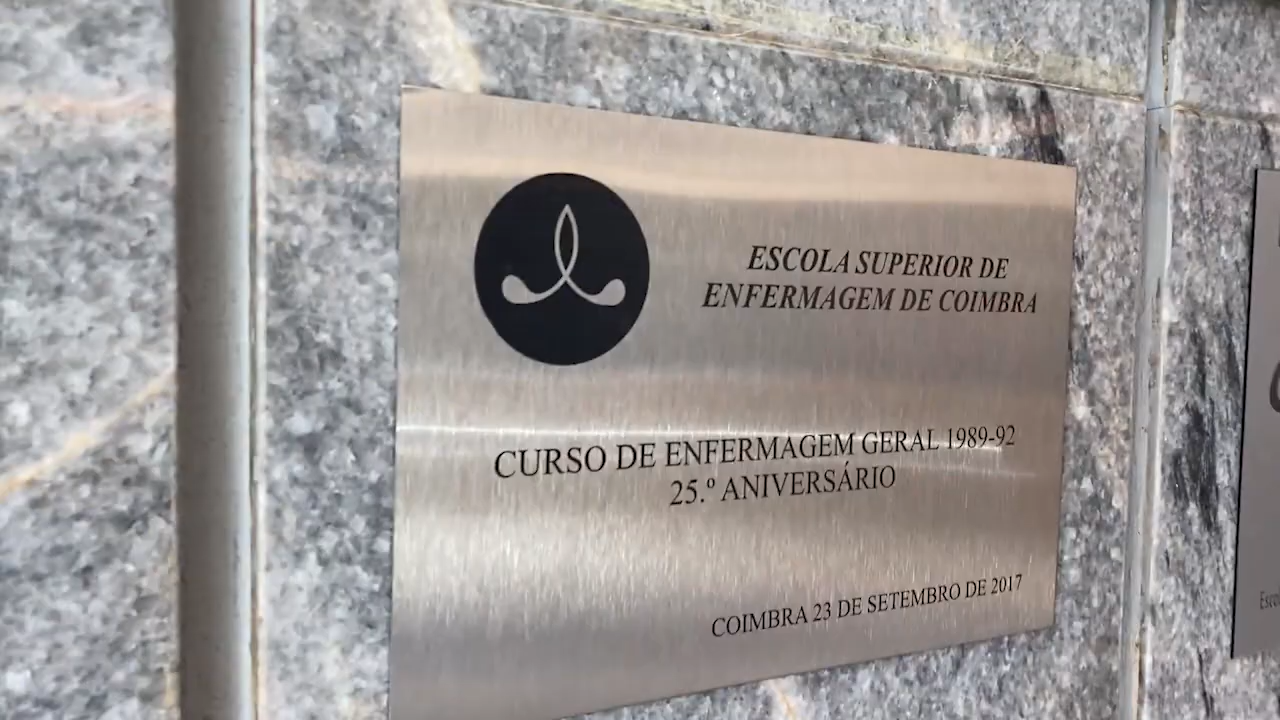 ESCOLA SUPERIOR DE
ENFERMAGEM DE COIMBRA
CURSO DE ENFERMAGEM GERAL 1989-92
25.º ANIVERSÁRIO
COIMBRA 23 DE SETEMBRO DE 2017